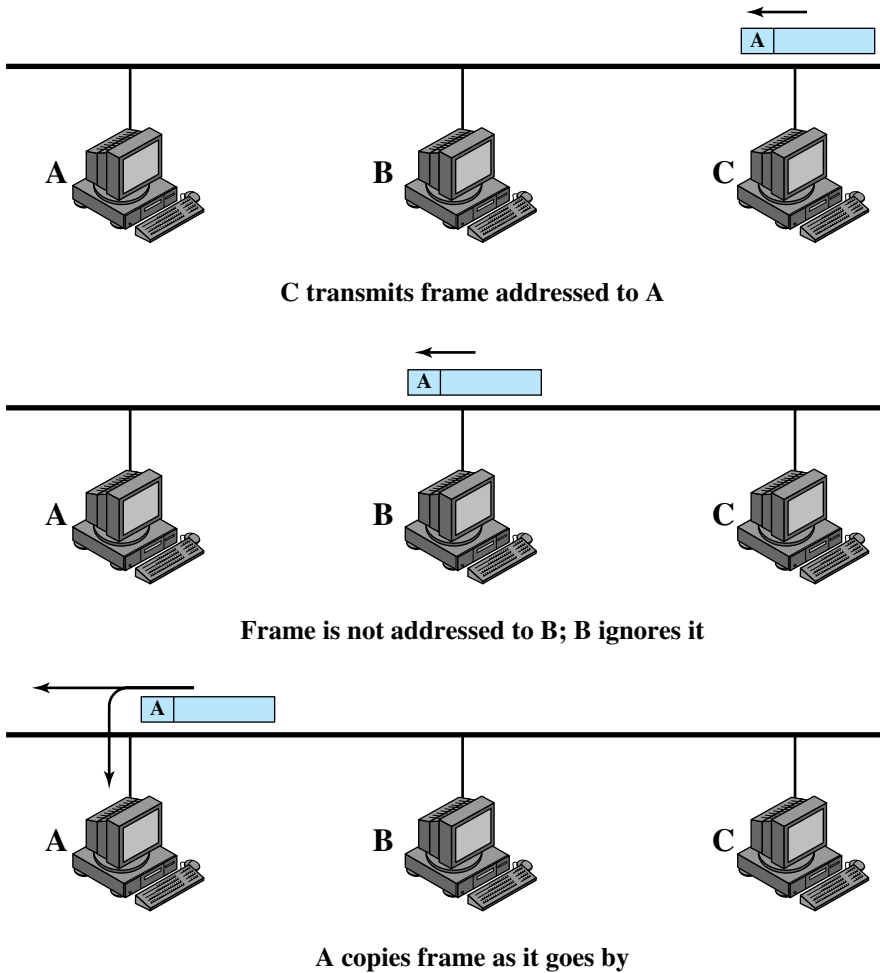 A
A
B
C
C transmits frame addressed to A
A
A
B
C
Frame is not addressed to B; B ignores it
A
A
B
C
A copies frame as it goes by